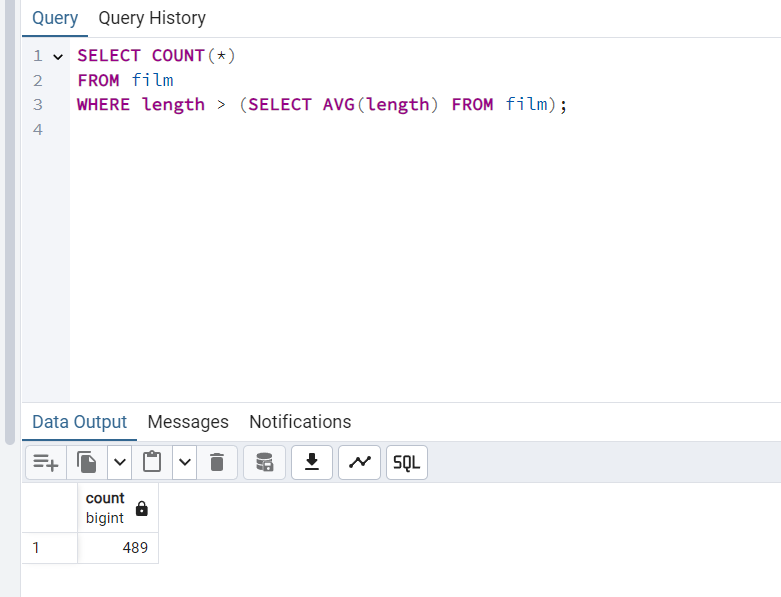 Query Query History
1 SELECT COUNT(*)
2 FROM film
3 WHERE length > (SELECT AVG(length) FROM film);
4
Data Output Messages Notifications
SQL
count
bigint
1 489